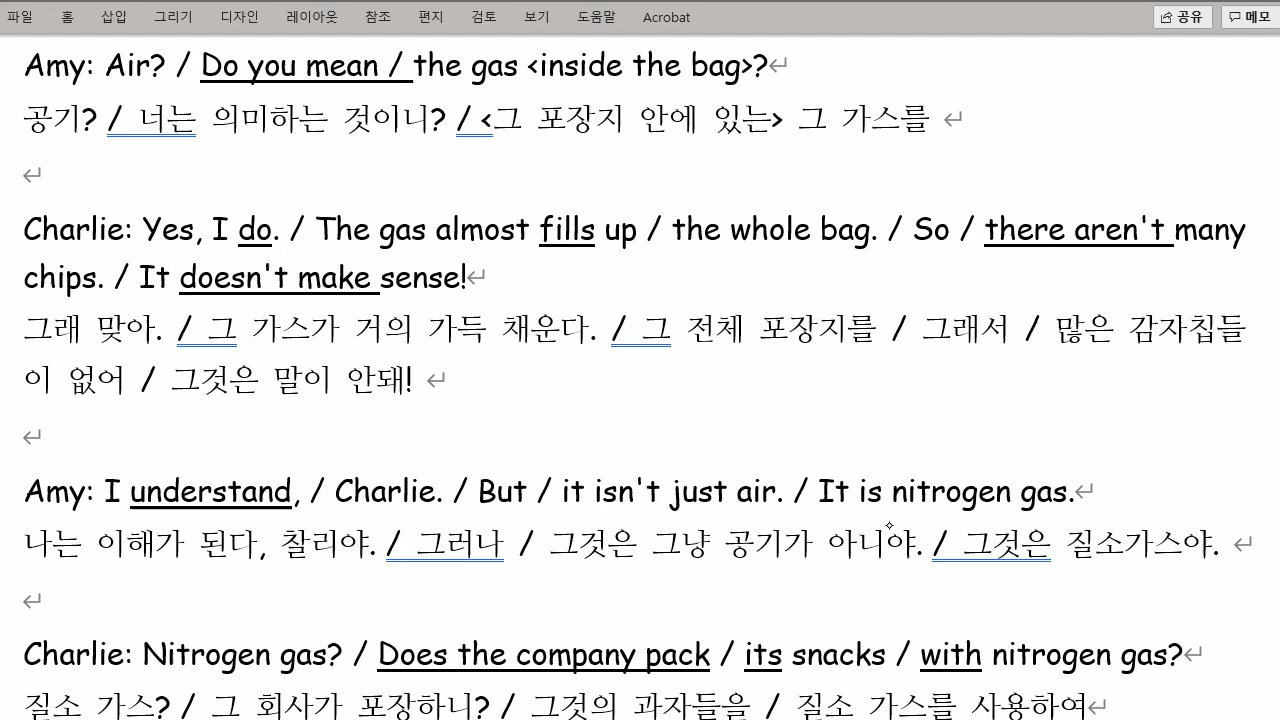 파일 홈 삽입 그리기 디자인 레이아웃 참조 편지 검토 보기 도움말 Acrobat 공유 메모
Amy: Air? / Do you mean / the gas <inside the bag>?
공기? / 너는 의미하는 것이니? / <그 포장지 안에 있는> 그 가스를
Charlie: Yes, I do. / The gas almost fills up / the whole bag. / So / there aren't many
chips. / It doesn't make sense!
그래 맞아. / 그 가스가 거의 가득 채운다. / 그 전체 포장지를 / 그래서 / 많은 감자칩들
이 없어 / 그것은 말이 안돼!
Amy: I understand, / Charlie. / But / it isn't just air. / It is nitrogen gas.
나는 이해가 된다, 찰리야. / 그러나 / 그것은 그냥 공기가 아니야. / 그것은 질소가스야.
Charlie: Nitrogen gas? / Does the company pack / its snacks / with nitrogen gas?
질소 가스? / 그 회사가 포장하니? / 그것의 과자들을 / 질소 가스를 사용하여